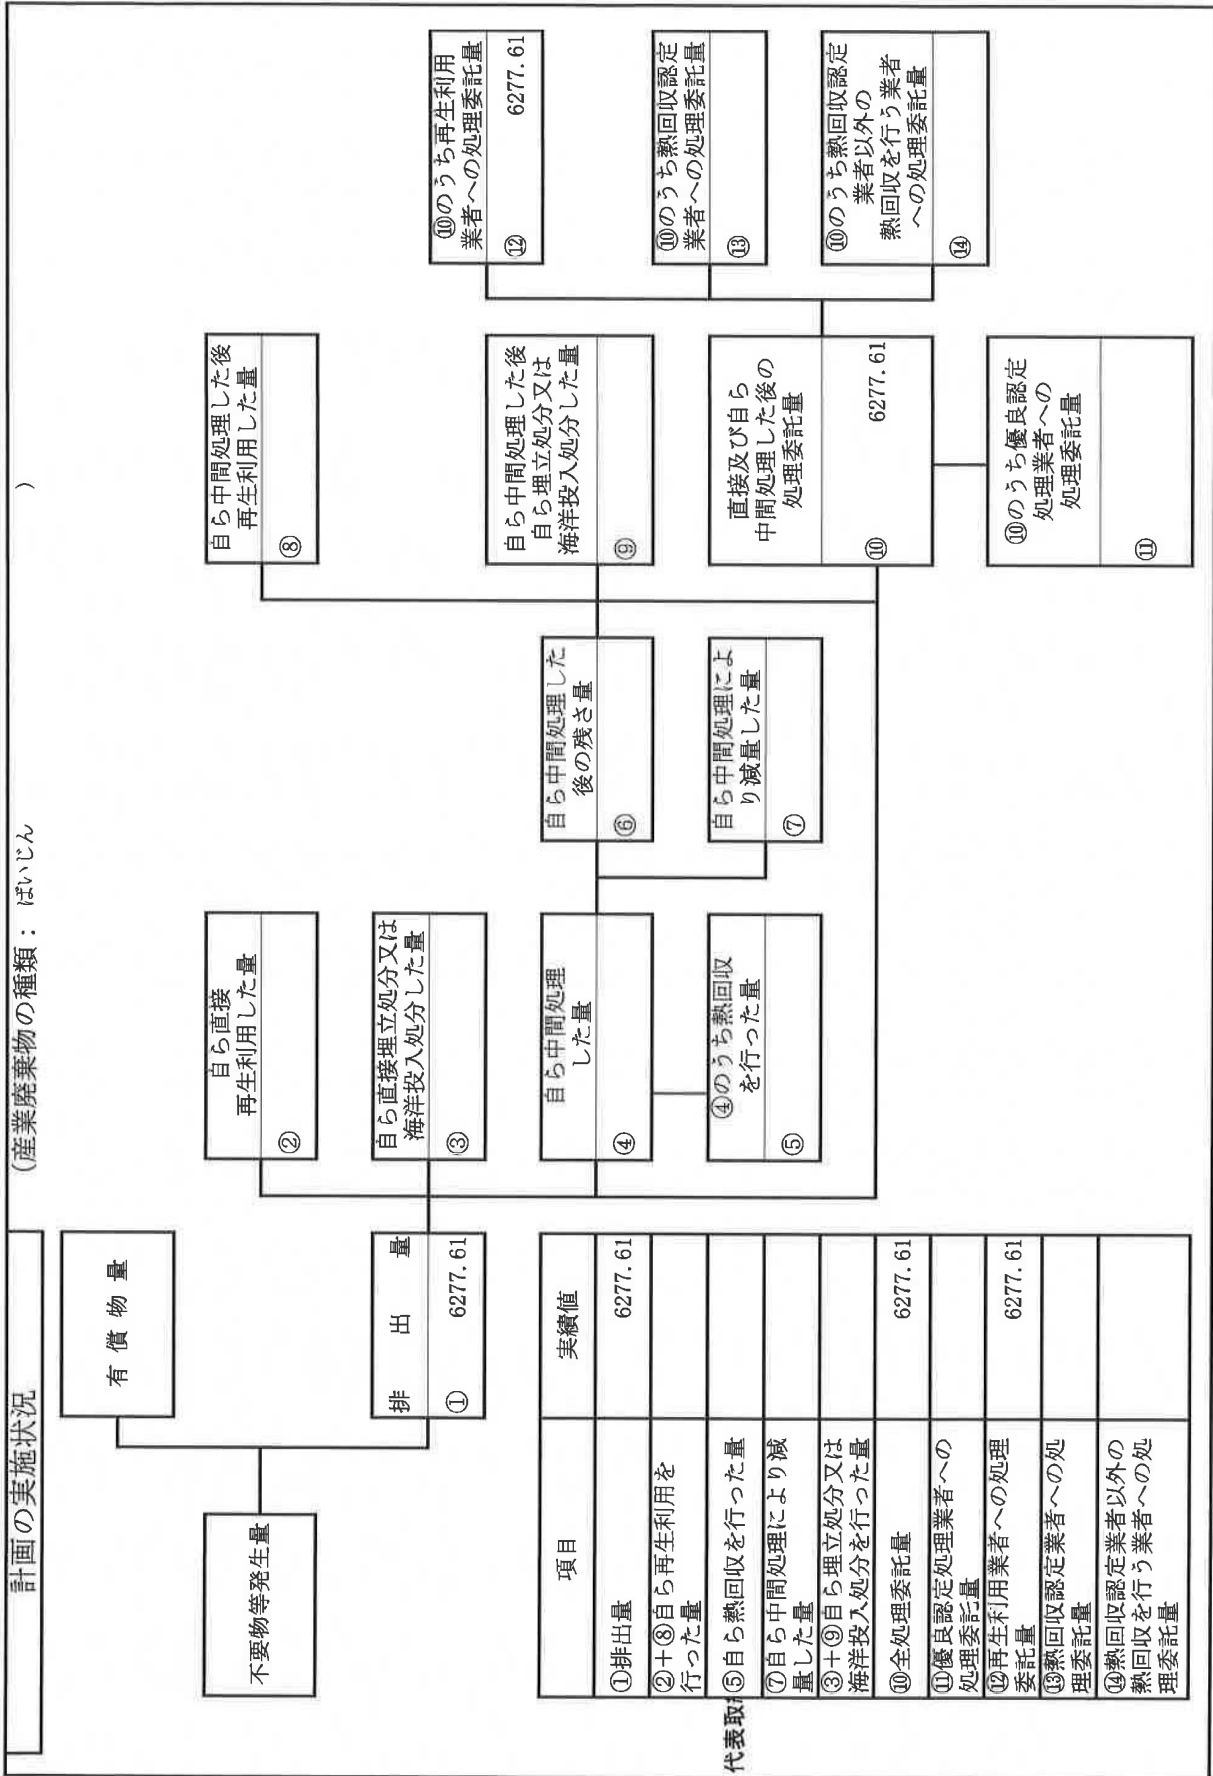 計画の実施状況
(産業廃棄物の種類： ばいじん )
不要物等発生量
有償物量
排出量
① 6277.61
自ら直接
再生利用した量
②
自ら直接埋立処分又は
海洋投入処分した量
③
自ら中間処理
した量
④
④のうち熱回収
を行った量
⑤
自ら中間処理した
後の残さ量
⑥
自ら中間処理によ
り減量した量
⑦
自ら中間処理した後
再生利用した量
⑧
自ら中間処理した後
自ら埋立処分又は
海洋投入処分した量
⑨
直接及び自ら
中間処理した後の
処理委託量
⑩ 6277.61
⑩のうち優良認定
処理業者への
処理委託量
⑪
⑩のうち再生利用
業者への処理委託量
⑫ 6277.61
⑩のうち熱回収認定
業者への処理委託量
⑬
⑩のうち熱回収認定
業者以外の
熱回収を行う業者
への処理委託量
⑭
項目 実績値
①排出量 6277.61
②＋⑧自ら再生利用を
行った量
⑤自ら熱回収を行った量
⑦自ら中間処理により減
量した量
③＋⑨自ら埋立処分又は
海洋投入処分を行った量
⑩全処理委託量 6277.61
⑪優良認定処理業者への
処理委託量
⑫再生利用業者への処理
委託量 6277.61
⑬熱回収認定業者への処
理委託量
⑭熱回収認定業者以外の
熱回収を行う業者への処
理委託量
代表取